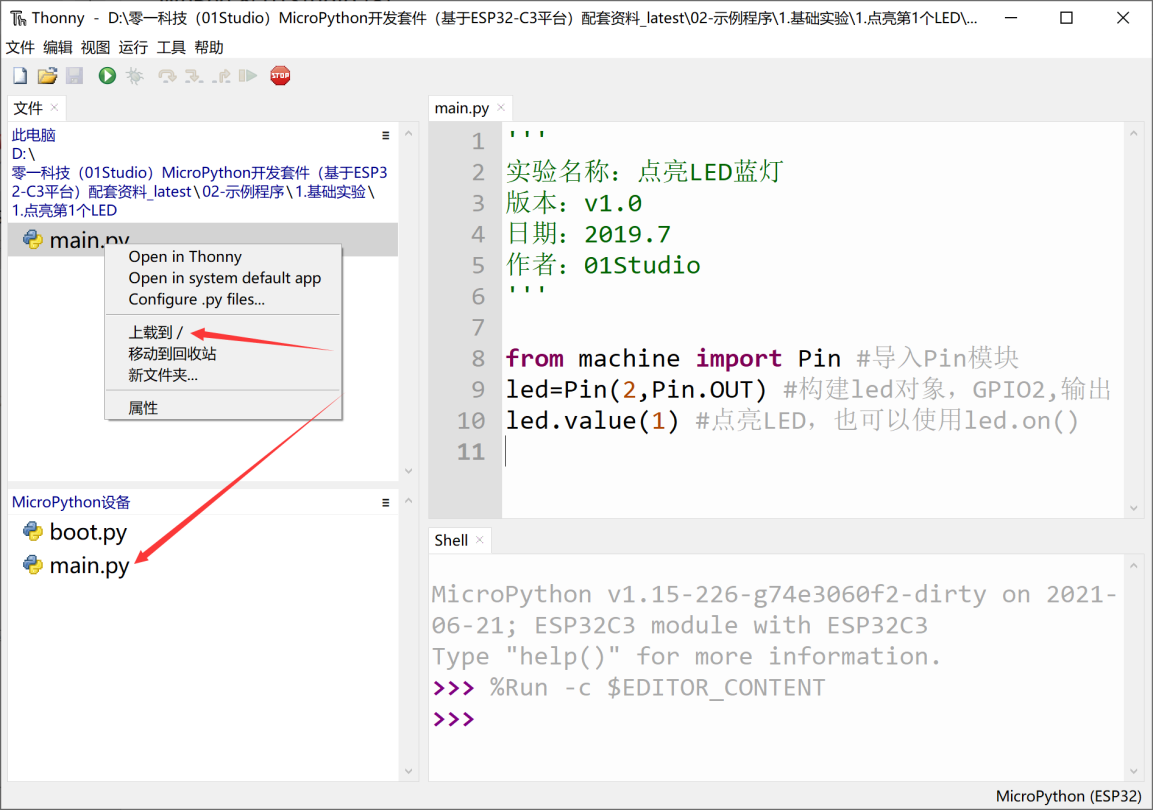 Thonny - D:\零一科技（01Studio）MicroPython开发套件（基于ESP32-C3平台）配套资料_latest\02-示例程序\1.基础实验\1.点亮第1个LED\...
文件 编辑 视图 运行 工具 帮助
STOP
文件
此电脑
D:\
零一科技（01Studio）MicroPython开发套件（基于ESP3
2-C3平台）配套资料_latest\02-示例程序\1.基础实验\
1.点亮第1个LED
main.py
Open in Thonny
Open in system default app
Configure .py files...
上载到 /
移动到回收站
新文件夹...
属性
MicroPython设备
boot.py
main.py
main.py
1 '''
2 实验名称：点亮LED蓝灯
3 版本：v1.0
4 日期：2019.7
5 作者：01Studio
6 '''
7
8 from machine import Pin #导入Pin模块
9 led=Pin(2,Pin.OUT) #构建led对象，GPIO2,输出
10 led.value(1) #点亮LED，也可以使用led.on()
11
Shell
MicroPython v1.15-226-g74e3060f2-dirty on 2021-
06-21; ESP32C3 module with ESP32C3
Type "help()" for more information.
>>> %Run -c $EDITOR_CONTENT
>>>
MicroPython (ESP32)